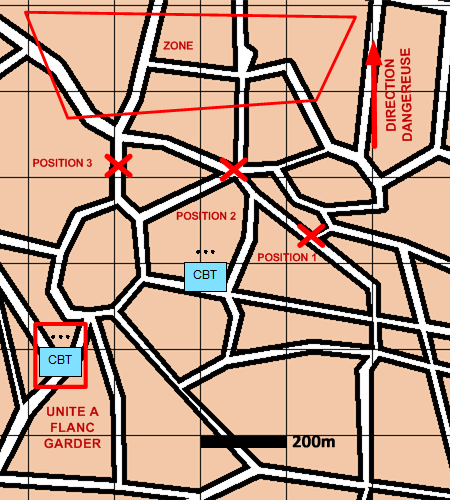 ZONE
DIRECTION
DANGEREUSE
POSITION 3
POSITION 2
POSITION 1
CBT
CBT
UNITE A
FLANC
GARDER
200m